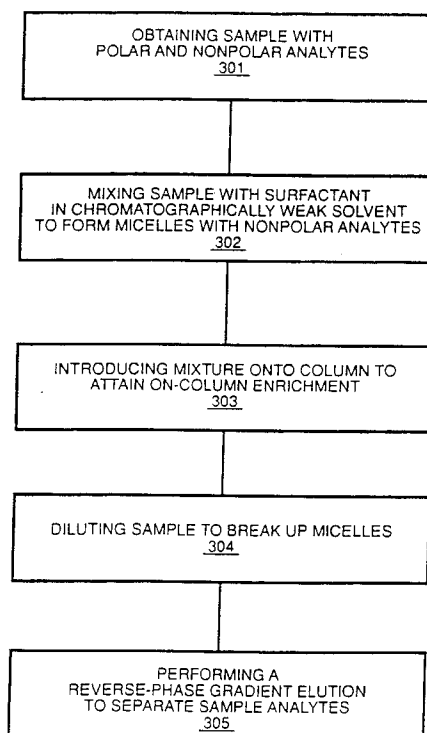 OBTAINING SAMPLE WITH
POLAR AND NONPOLAR ANALYTES
301
MIXING SAMPLE WITH SURFACTANT
IN CHROMATOGRAPHICALLY WEAK SOLVENT
TO FORM MICELLES WITH NONPOLAR ANALYTES
302
INTRODUCING MIXTURE ONTO COLUMN TO
ATTAIN ON-COLUMN ENRICHMENT
303
DILUTING SAMPLE TO BREAK UP MICELLES
304
PERFORMING A
REVERSE-PHASE GRADIENT ELUTION
TO SEPARATE SAMPLE ANALYTES
305